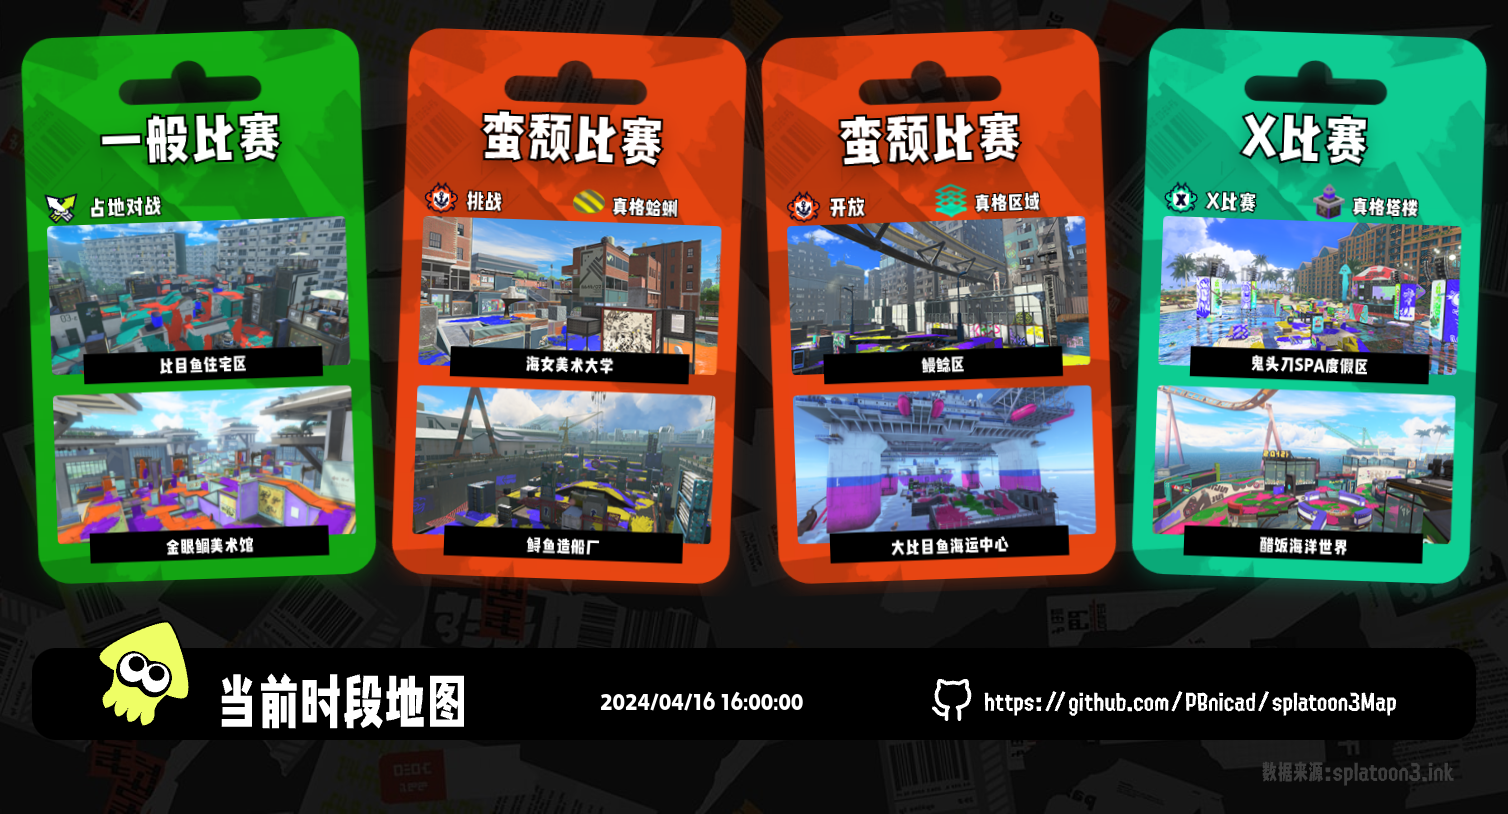 一般比赛
占地对战
比目鱼住宅区
金眼鲷美术馆
蛮颓比赛
挑战
真格蛤蜊
海女美术大学
鲟鱼造船厂
蛮颓比赛
开放
真格区域
鳗鲶区
大比目鱼海运中心
X比赛
X比赛
真格塔楼
鬼头刀SPA度假区
醋饭海洋世界
当前时段地图
2024/04/16 16:00:00
https://github.com/PBnicad/splatoon3Map
数据来源:splatoon3.ink